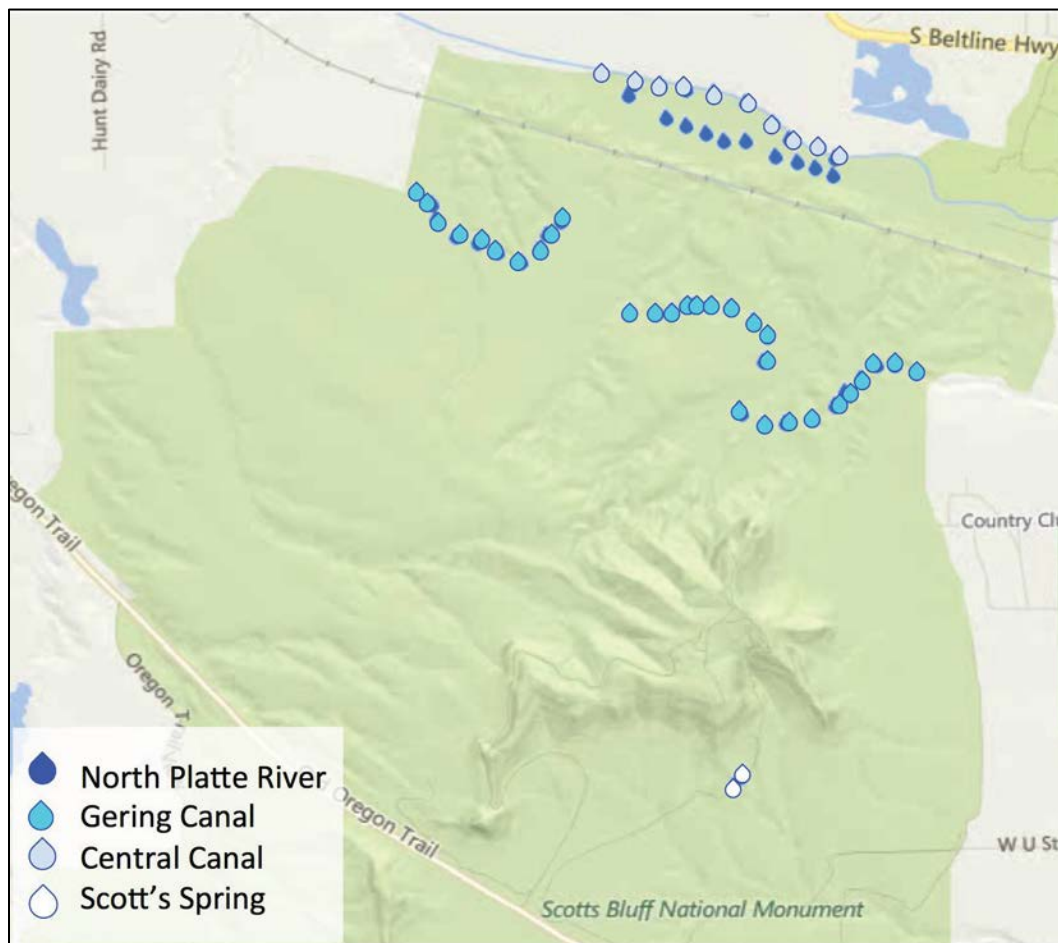 S Beltline Hwy
Hunt Dairy Rd
egon Trail
Country Clu
Oregon Trail
Old Oregon Trail
W U St
North Platte River
Gering Canal
Central Canal
Scott's Spring
Scotts Bluff National Monument